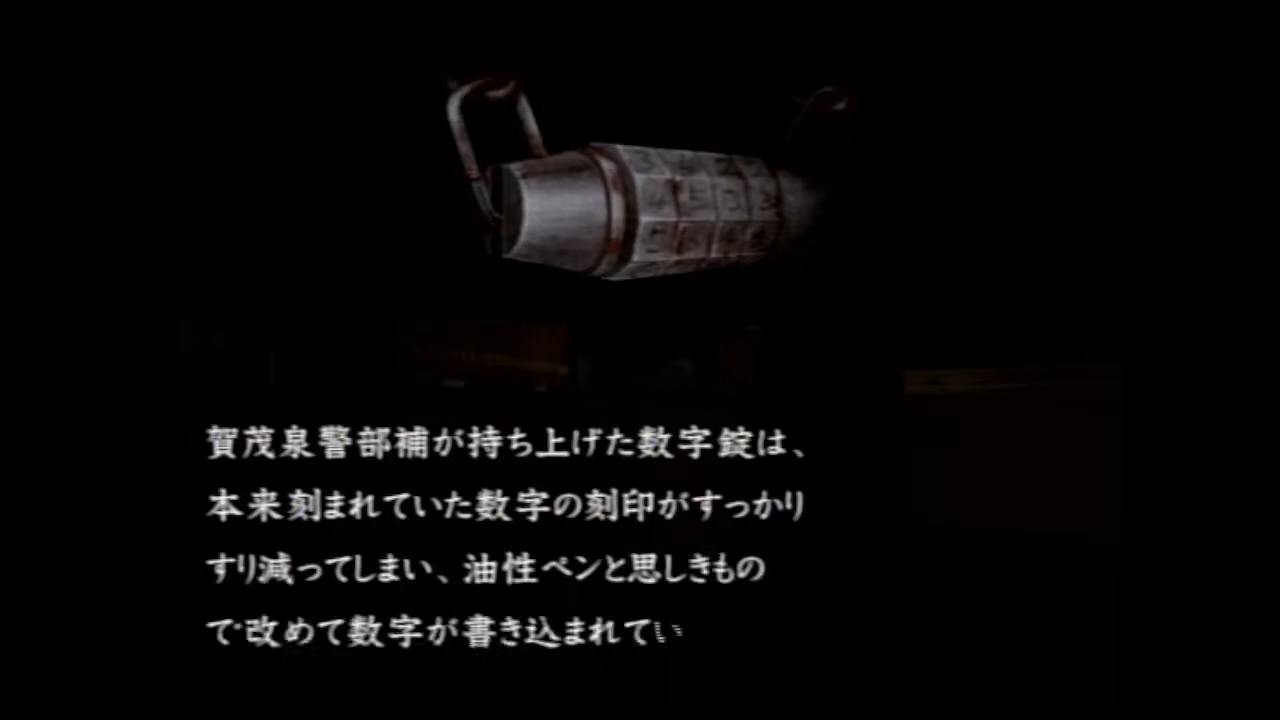 賀茂泉警部補が持ち上げた数字錠は、
本来刻まれていた数字の刻印がすっかり
すり減ってしまい、油性ペンと思しきもの
で改めて数字が書き込まれてい